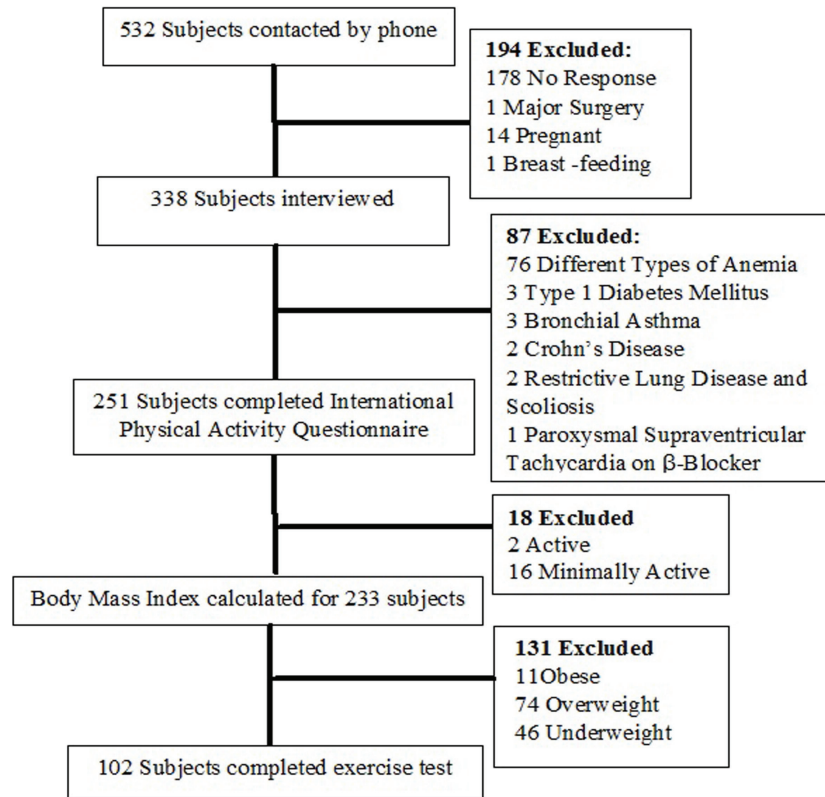 532 Subjects contacted by phone
194 Excluded:
178 No Response
1 Major Surgery
14 Pregnant
1 Breast -feeding
338 Subjects interviewed
87 Excluded:
76 Different Types of Anemia
3 Type 1 Diabetes Mellitus
3 Bronchial Asthma
2 Crohn’s Disease
2 Restrictive Lung Disease and
Scoliosis
1 Paroxysmal Supraventricular
Tachycardia on β-Blocker
251 Subjects completed International
Physical Activity Questionnaire
18 Excluded
2 Active
16 Minimally Active
Body Mass Index calculated for 233 subjects
131 Excluded
11Obese
74 Overweight
46 Underweight
102 Subjects completed exercise test